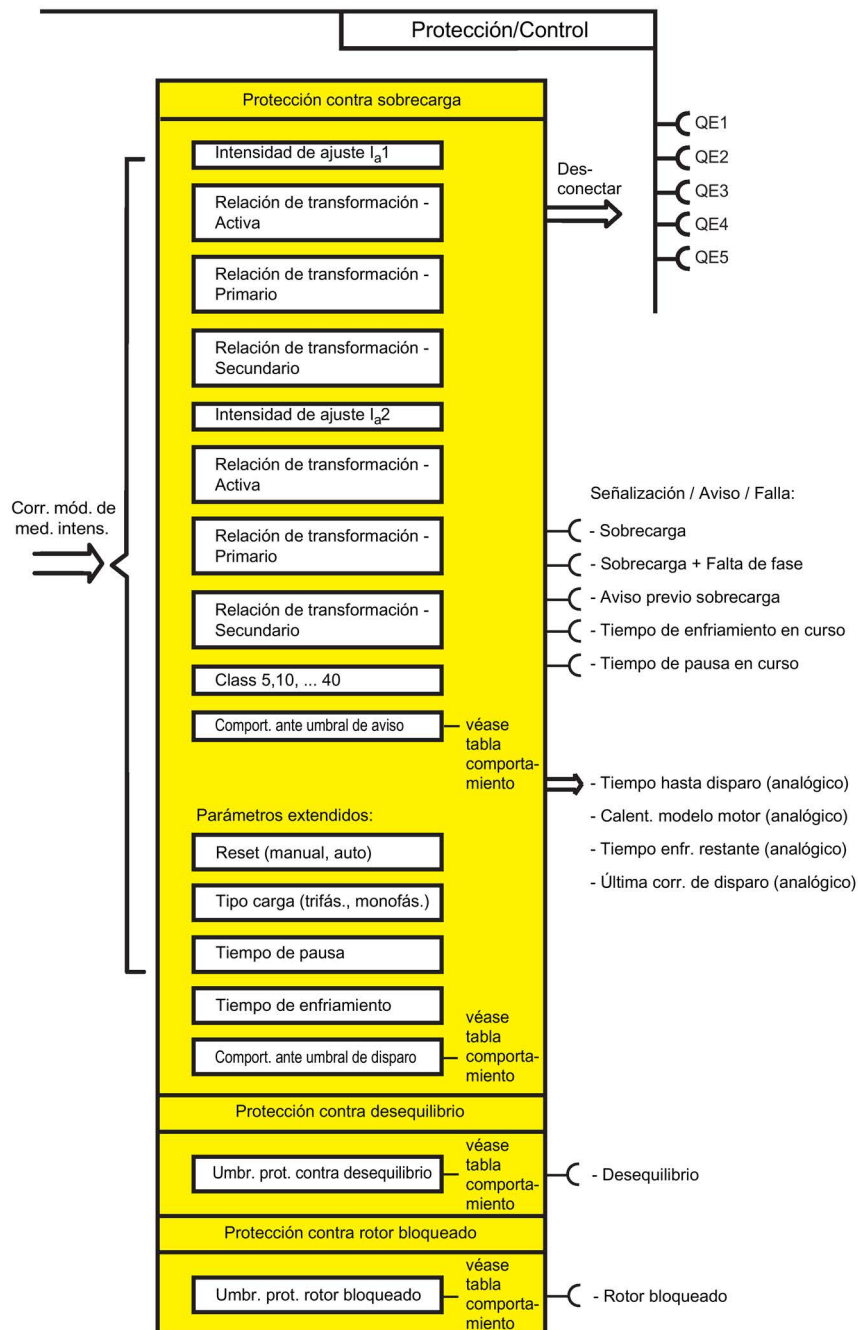 Protección/Control
Protección contra sobrecarga
QE1
QE2
QE3
QE4
QE5
Des-
conectar
Intensidad de ajuste Ia1
Relación de transformación -
Activa
Relación de transformación -
Primario
Relación de transformación -
Secundario
Intensidad de ajuste Ia2
Relación de transformación -
Activa
Relación de transformación -
Primario
Relación de transformación -
Secundario
Class 5,10, ... 40
Comport. ante umbral de aviso
véase
tabla
comporta-
miento
Corr. mód. de
med. intens.
Señalización / Aviso / Falla:
- Sobrecarga
- Sobrecarga + Falta de fase
- Aviso previo sobrecarga
- Tiempo de enfriamiento en curso
- Tiempo de pausa en curso
- Tiempo hasta disparo (analógico)
- Calent. modelo motor (analógico)
- Tiempo enfr. restante (analógico)
- Última corr. de disparo (analógico)
Parámetros extendidos:
Reset (manual, auto)
Tipo carga (trifás., monofás.)
Tiempo de pausa
Tiempo de enfriamiento
Comport. ante umbral de disparo
véase
tabla
comporta-
miento
Protección contra desequilibrio
Umbr. prot. contra desequilibrio
véase
tabla
comporta-
miento
- Desequilibrio
Protección contra rotor bloqueado
Umbr. prot. rotor bloqueado
véase
tabla
comporta-
miento
- Rotor bloqueado